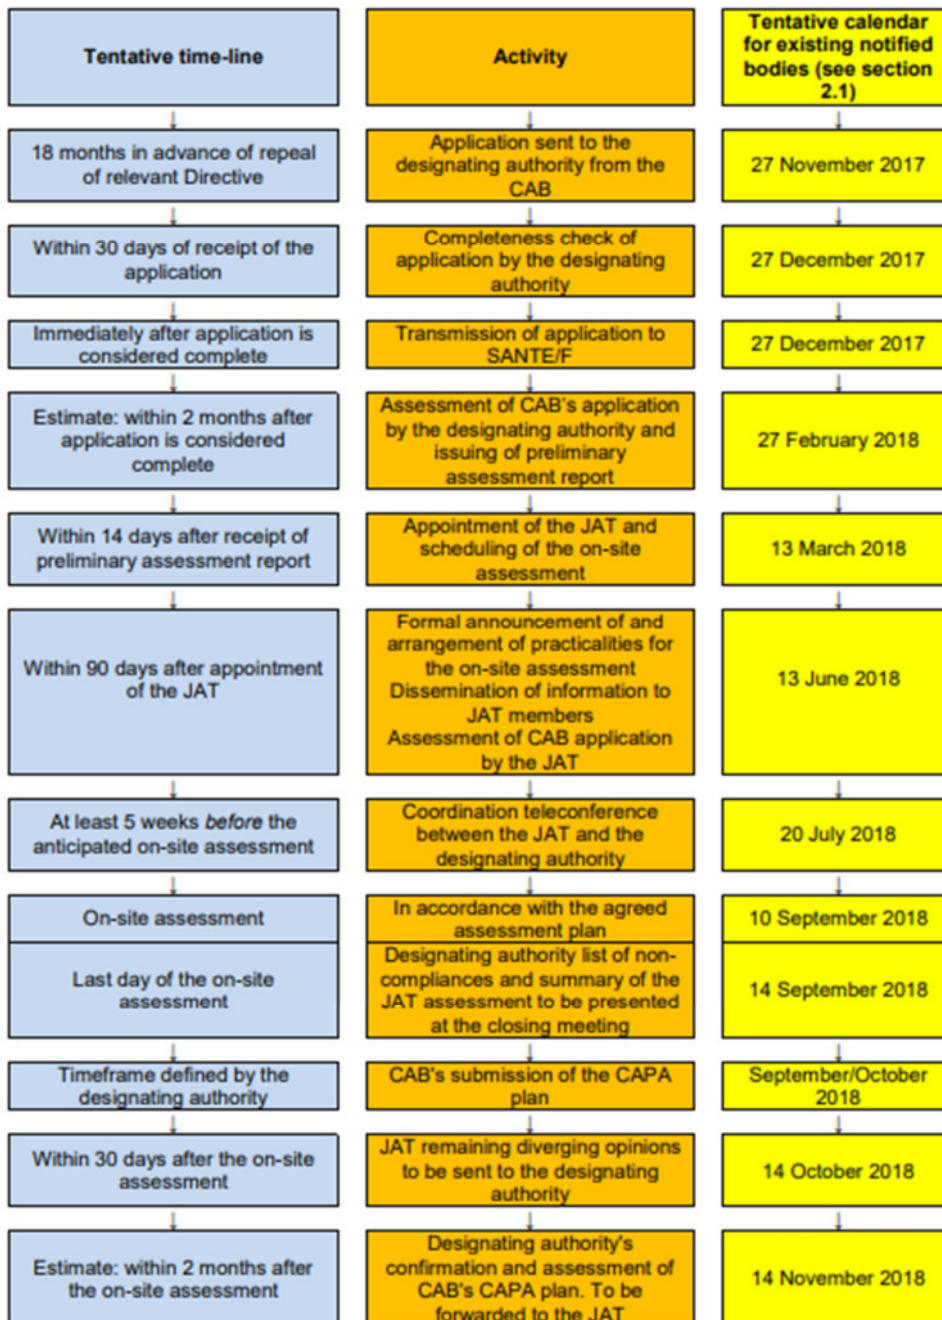 Tentative time-line
Activity
Tentative calendar
for existing notified
bodies (see section
2.1)
18 months in advance of repeal
of relevant Directive
Application sent to the
designating authority from the
CAB
27 November 2017
Within 30 days of receipt of the
application
Completeness check of
application by the designating
authority
27 December 2017
Immediately after application is
considered complete
Transmission of application to
SANTE/F
27 December 2017
Estimate: within 2 months after
application is considered
complete
Assessment of CAB's application
by the designating authority and
issuing of preliminary
assessment report
27 February 2018
Within 14 days after receipt of
preliminary assessment report
Appointment of the JAT and
scheduling of the on-site
assessment
13 March 2018
Within 90 days after appointment
of the JAT
Formal announcement of and
arrangement of practicalities for
the on-site assessment
Dissemination of information to
JAT members
Assessment of CAB application
by the JAT
13 June 2018
At least 5 weeks before the
anticipated on-site assessment
Coordination teleconference
between the JAT and the
designating authority
20 July 2018
On-site assessment
In accordance with the agreed
assessment plan
10 September 2018
Last day of the on-site
assessment
Designating authority list of non-
compliances and summary of the
JAT assessment to be presented
at the closing meeting
14 September 2018
Timeframe defined by the
designating authority
CAB's submission of the CAPA
plan
September/October
2018
Within 30 days after the on-site
assessment
JAT remaining diverging opinions
to be sent to the designating
authority
14 October 2018
Estimate: within 2 months after
the on-site assessment
Designating authority's
confirmation and assessment of
CAB's CAPA plan. To be
forwarded to the JAT
14 November 2018